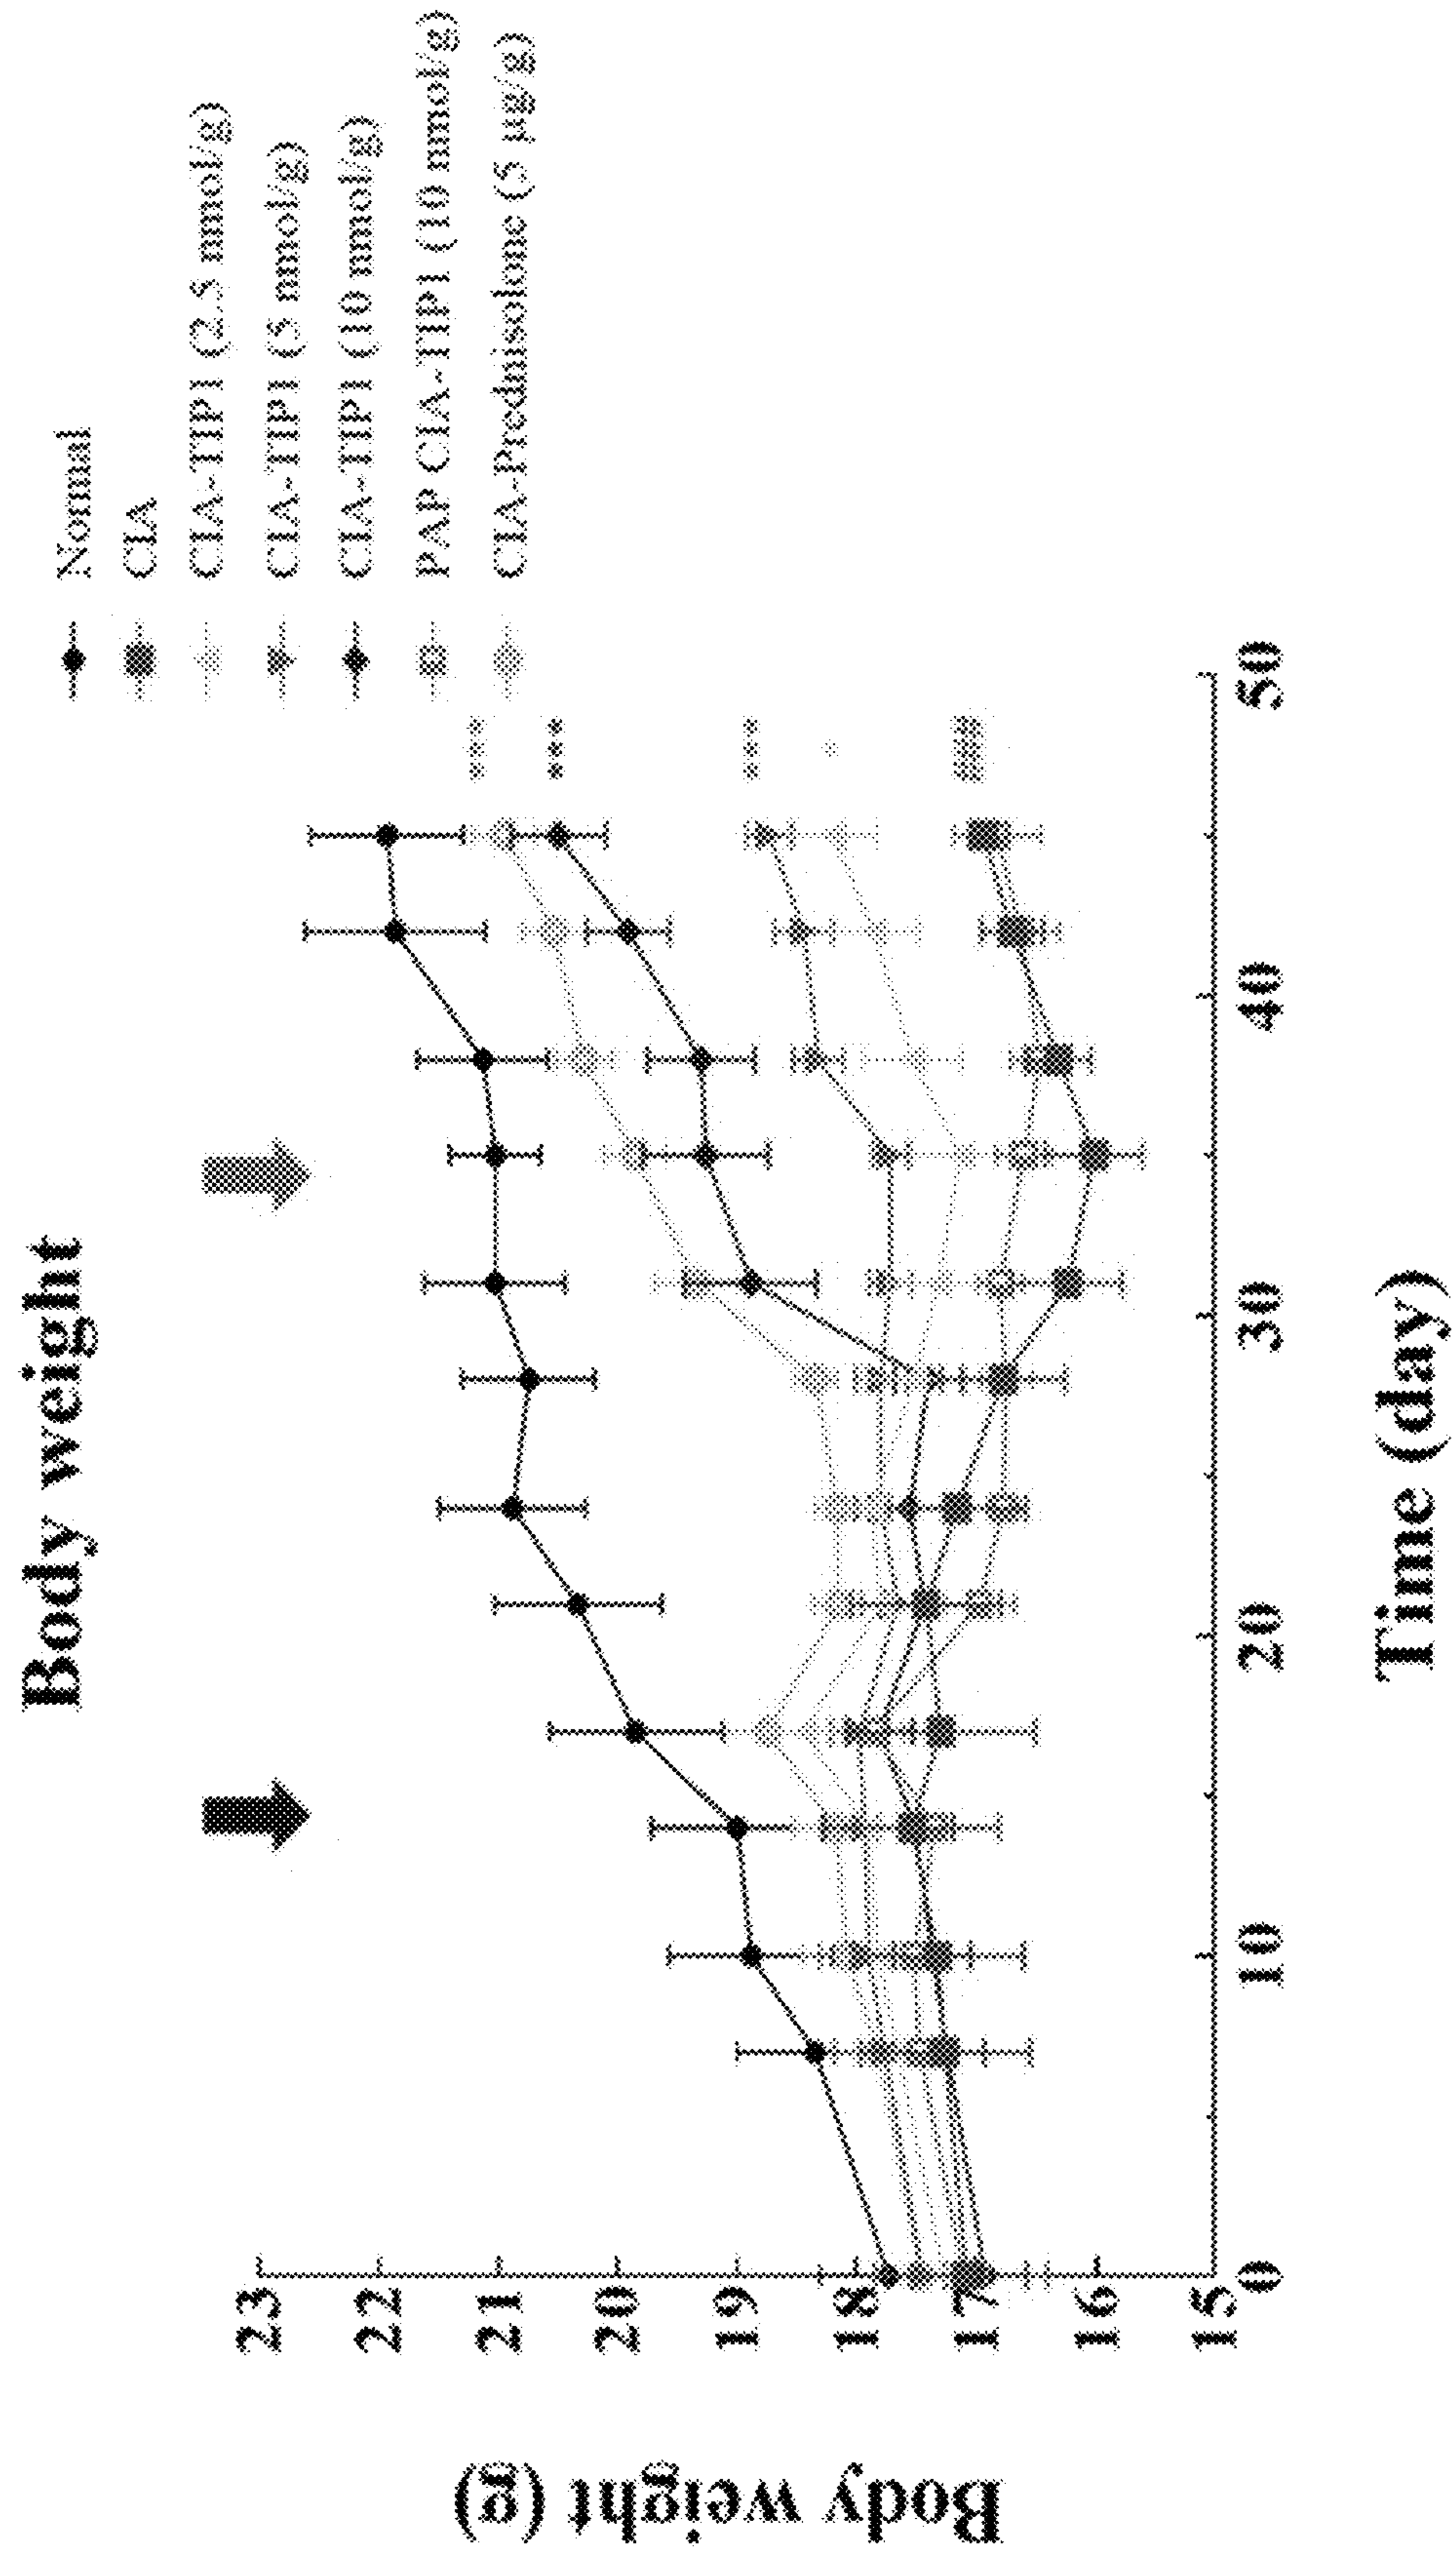 Body weight
Normal
CIA
CIA-TIP1 (2.5 nmol/g)
CIA-TIP1 (5 nmol/g)
CIA-TIP1 (10 nmol/g)
PAP CIA-TIP1 (10 nmol/g)
CIA-Prednisolone (5 µg/g)
***
***
***
*
Body weight (g)
23
22
21
20
19
18
17
16
15
0
10
20
30
40
50
Time (day)